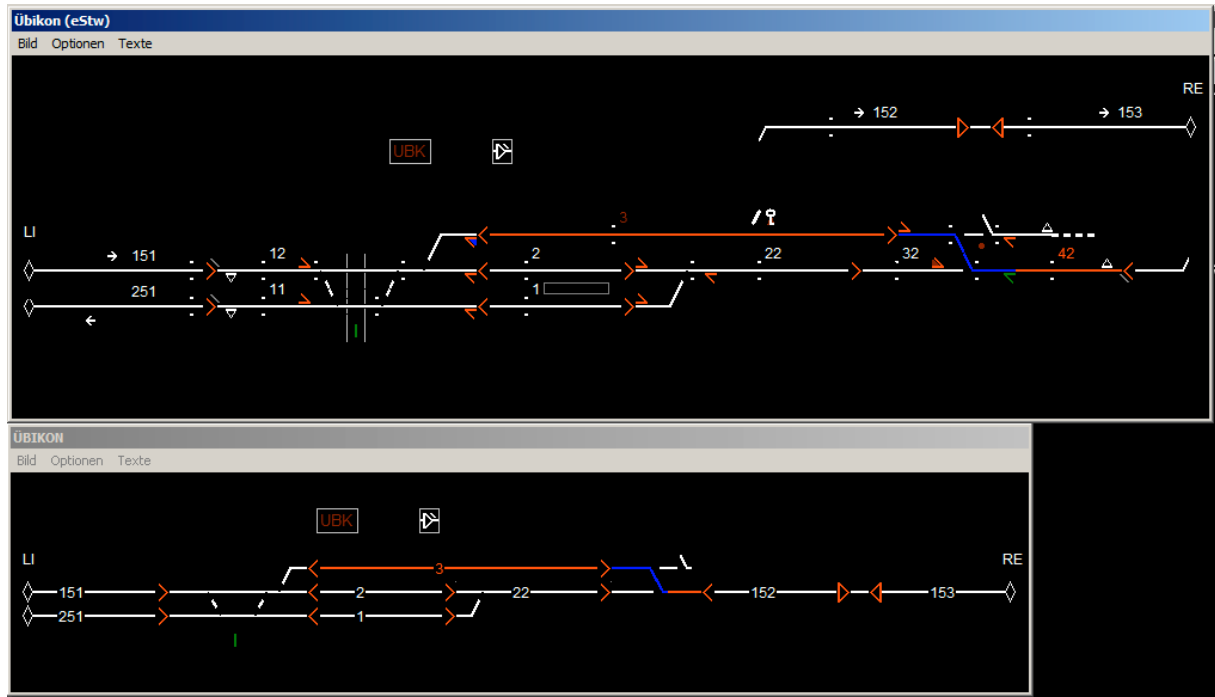 Übikon (eStw)
Bild Optionen Texte
RE
152 153
UBK
3
LI
151 12 2 22 32 42
251 11 1
ÜBIKON
Bild Optionen Texte
UBK
LI RE
3
151 2 22 152 153
251 1